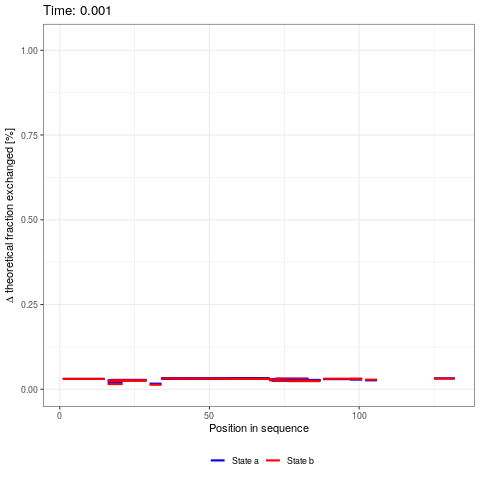 Time: 0.001
Δ theoretical fraction exchanged [%]
1.00
0.75
0.50
0.25
0.00
0 50 100
Position in sequence
State a State b